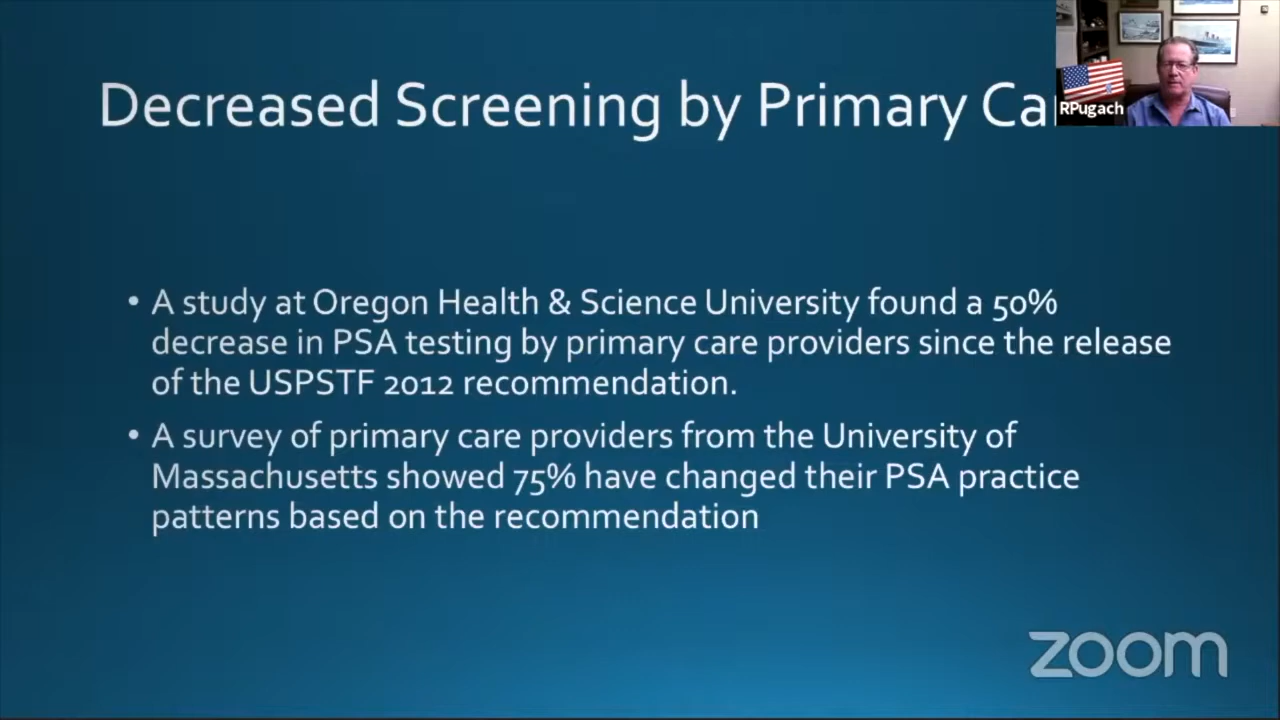 Decreased Screening by Primary Ca
RPugach
• A study at Oregon Health & Science University found a 50%
decrease in PSA testing by primary care providers since the release
of the USPSTF 2012 recommendation.
• A survey of primary care providers from the University of
Massachusetts showed 75% have changed their PSA practice
patterns based on the recommendation
zoom